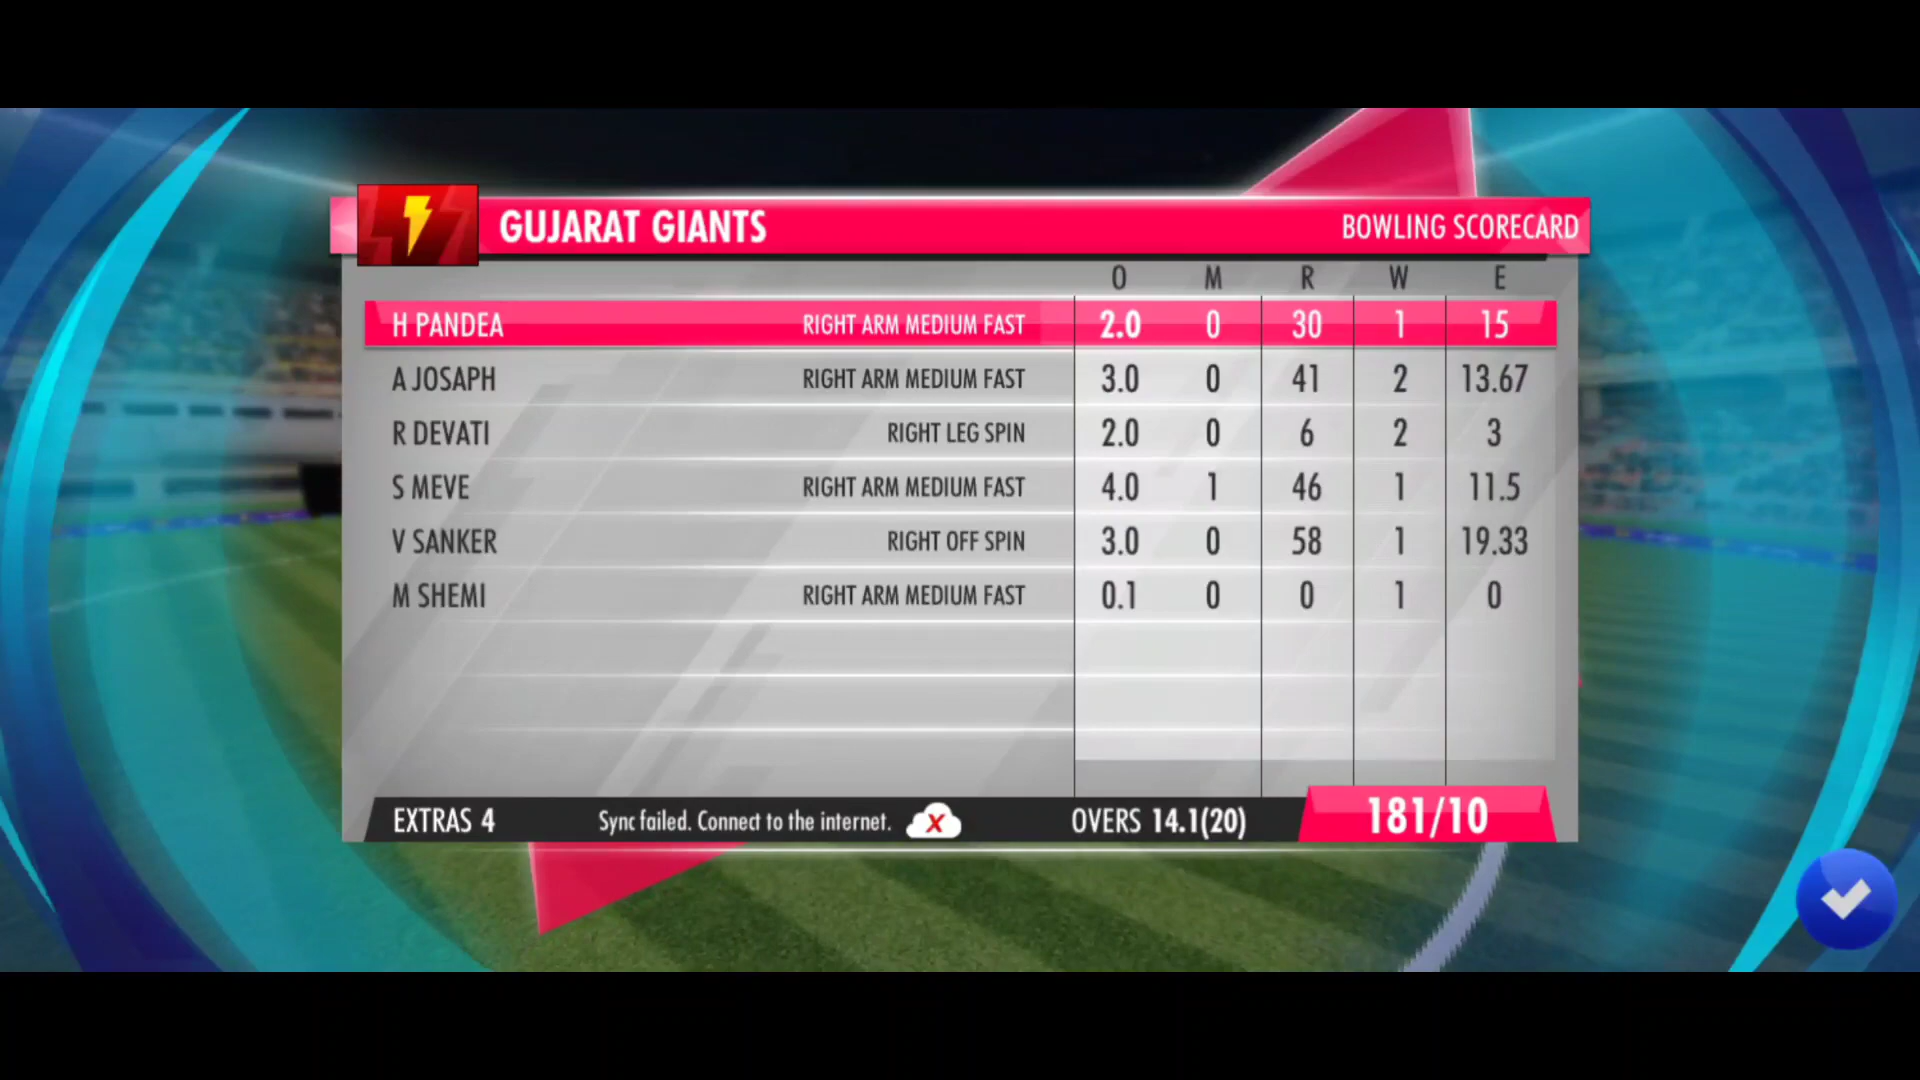 GUJARAT GIANTS BOWLING SCORECARD
O M R W E
H PANDEA RIGHT ARM MEDIUM FAST 2.0 0 30 1 15
A JOSAPH RIGHT ARM MEDIUM FAST 3.0 0 41 2 13.67
R DEVATI RIGHT LEG SPIN 2.0 0 6 2 3
S MEVE RIGHT ARM MEDIUM FAST 4.0 1 46 1 11.5
V SANKER RIGHT OFF SPIN 3.0 0 58 1 19.33
M SHEMI RIGHT ARM MEDIUM FAST 0.1 0 0 1 0
EXTRAS 4 Sync failed. Connect to the internet. X OVERS 14.1(20) 181/10